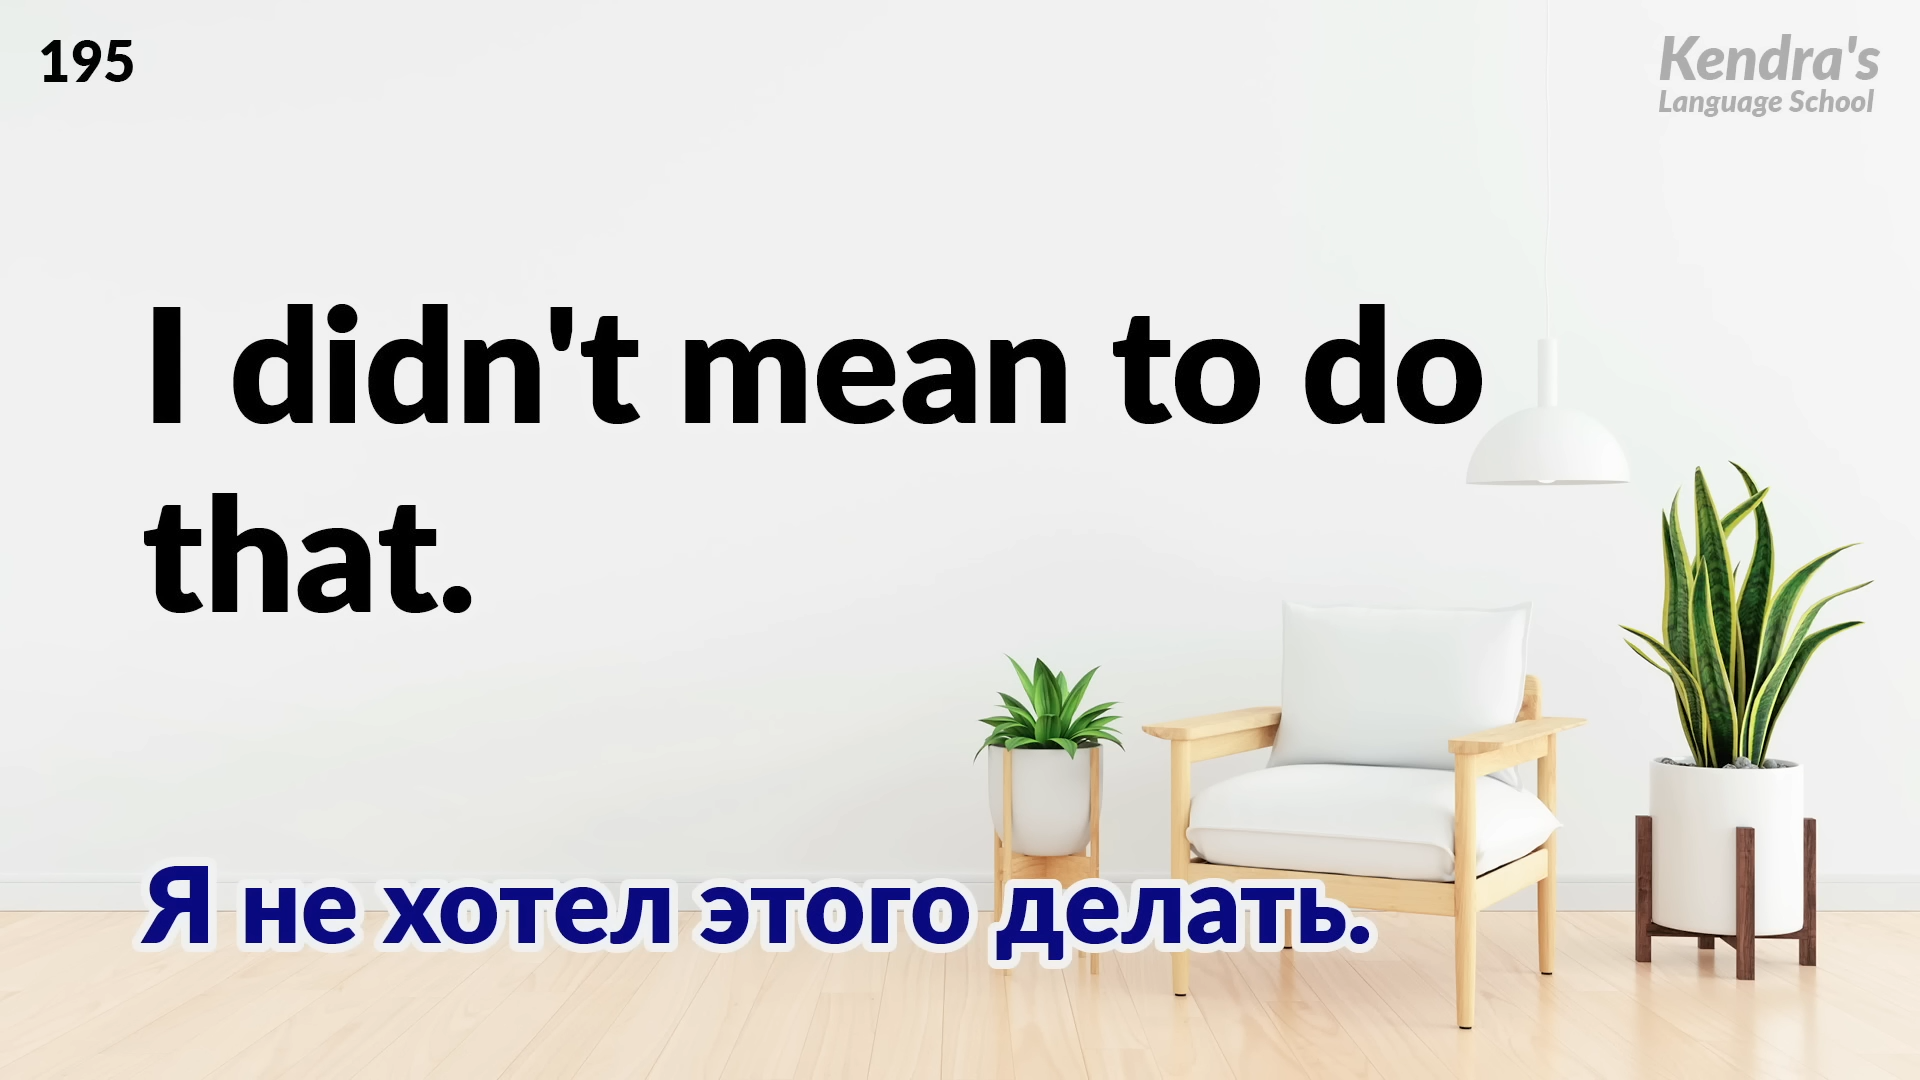 195
Kendra's
Language School
I didn't mean to do
that.
Я не хотел этого делать.